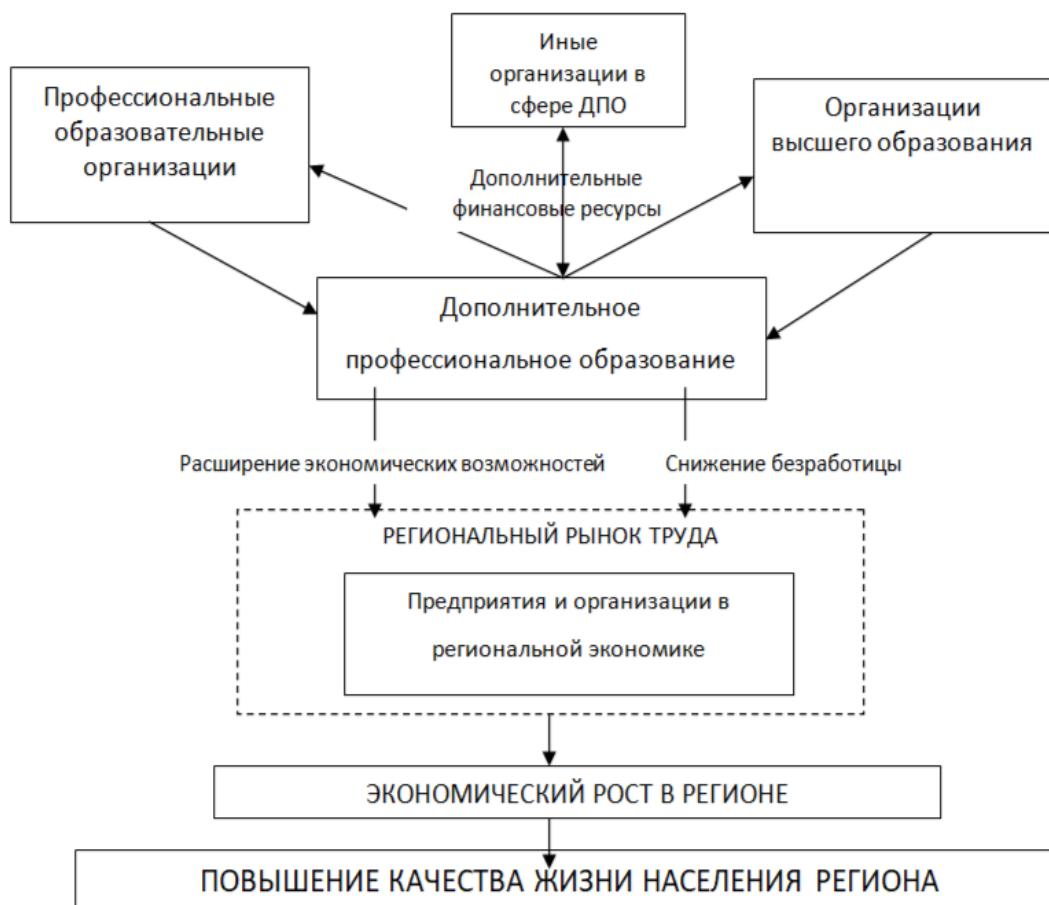 Иные
организации в
сфере ДПО
Профессиональные
образовательные
организации
Организации
высшего образования
Дополнительные
финансовые ресурсы
Дополнительное
профессиональное образование
Расширение экономических возможностей
Снижение безработицы
РЕГИОНАЛЬНЫЙ РЫНОК ТРУДА
Предприятия и организации в
региональной экономике
ЭКОНОМИЧЕСКИЙ РОСТ В РЕГИОНЕ
ПОВЫШЕНИЕ КАЧЕСТВА ЖИЗНИ НАСЕЛЕНИЯ РЕГИОНА